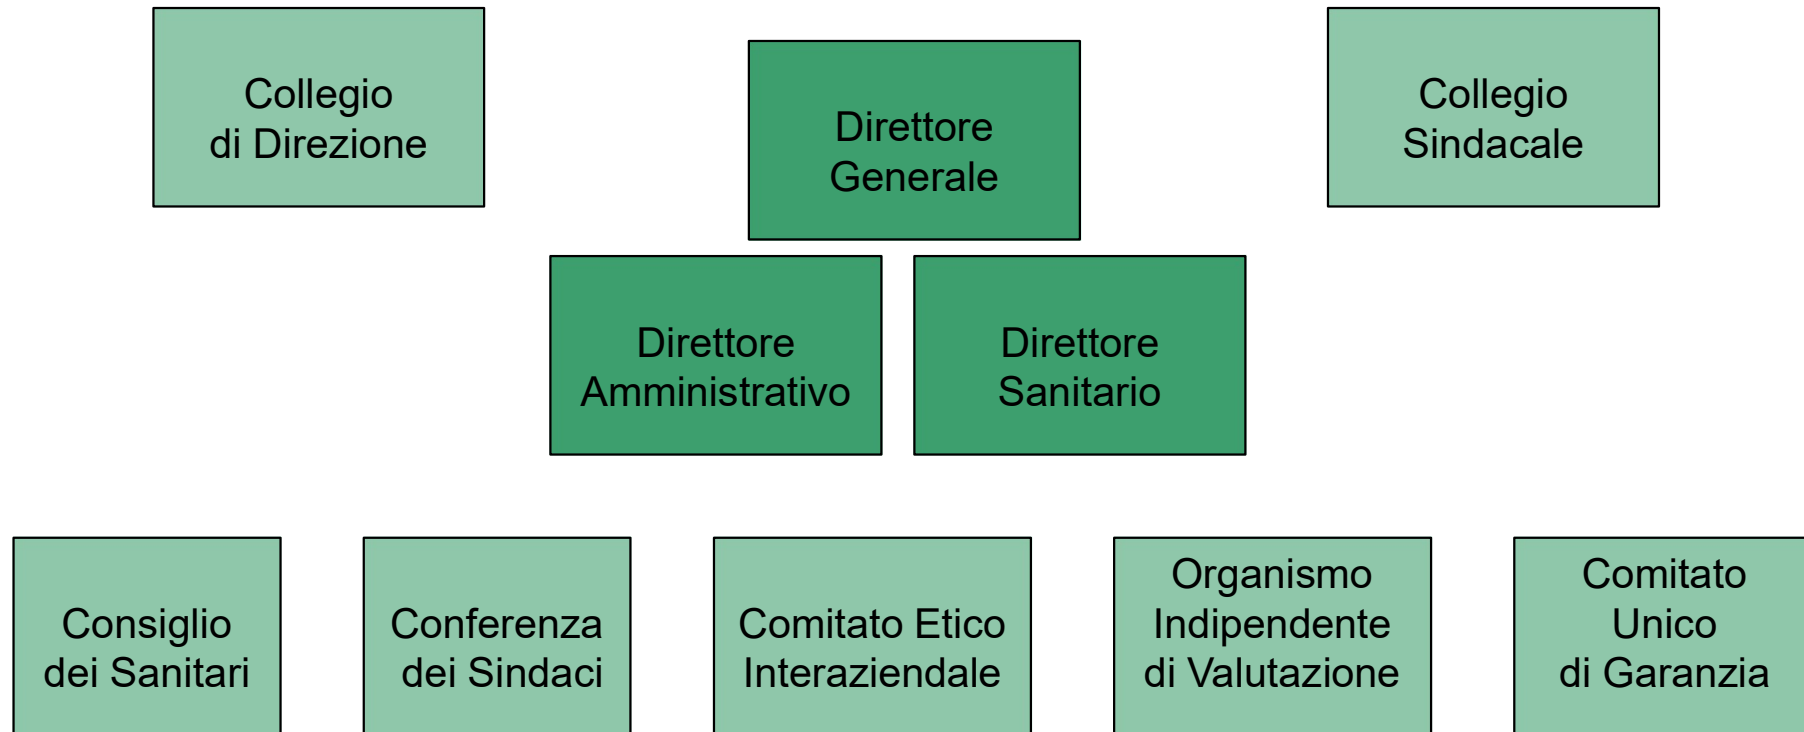 Collegio
di Direzione
Direttore
Generale
Collegio
Sindacale
Direttore
Amministrativo
Direttore
Sanitario
Consiglio
dei Sanitari
Conferenza
dei Sindaci
Comitato Etico
Interaziendale
Organismo
Indipendente
di Valutazione
Comitato
Unico
di Garanzia